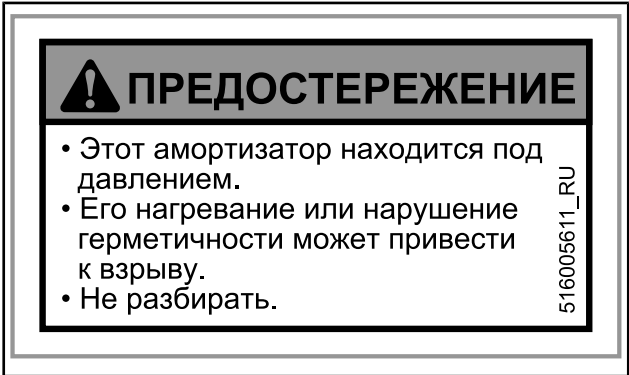 ПРЕДОСТЕРЕЖЕНИЕ
• Этот амортизатор находится под
давлением.
• Его нагревание или нарушение
герметичности может привести
к взрыву.
• Не разбирать.
516005611_RU